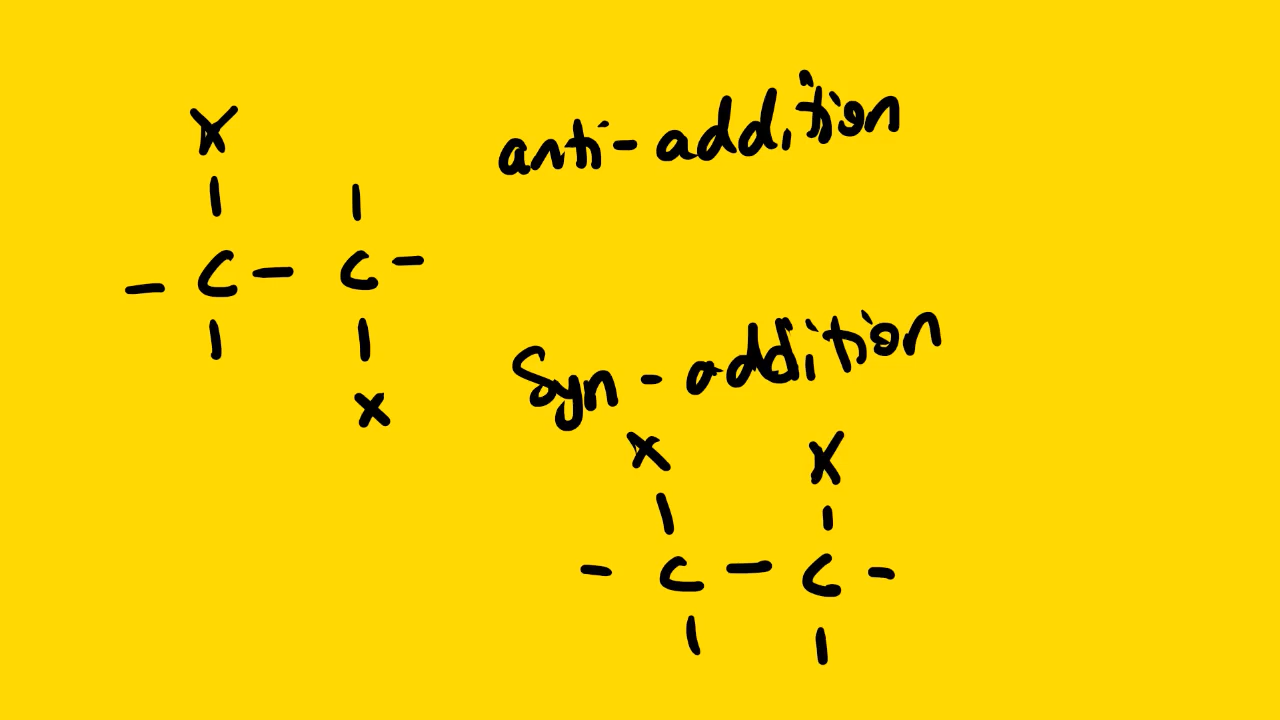 anti-addition
X
| |
- C - C -
| |
x
Syn-addition
X X
| |
- C - C -
| |